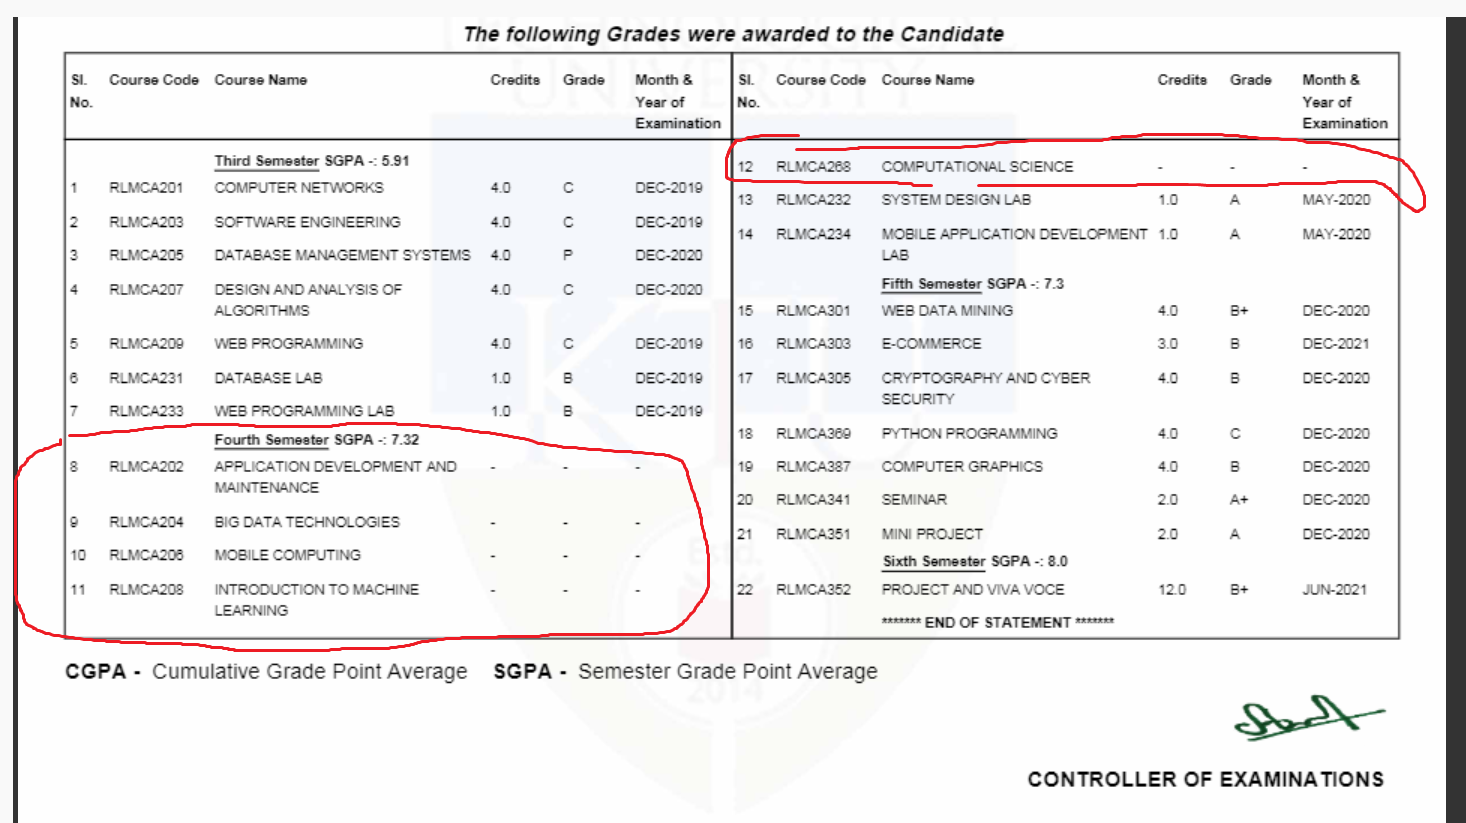 TECHNOLOGICAL
UNIVERSITY
The following Grades were awarded to the Candidate
Sl. No. Course Code Course Name Credits Grade Month & Year of Examination
Third Semester SGPA -: 5.91
1 RLMCA201 COMPUTER NETWORKS 4.0 C DEC-2019
2 RLMCA203 SOFTWARE ENGINEERING 4.0 C DEC-2019
3 RLMCA205 DATABASE MANAGEMENT SYSTEMS 4.0 P DEC-2020
4 RLMCA207 DESIGN AND ANALYSIS OF 4.0 C DEC-2020
ALGORITHMS
5 RLMCA209 WEB PROGRAMMING 4.0 C DEC-2019
6 RLMCA231 DATABASE LAB 1.0 B DEC-2019
7 RLMCA233 WEB PROGRAMMING LAB 1.0 B DEC-2019
Fourth Semester SGPA -: 7.32
8 RLMCA202 APPLICATION DEVELOPMENT AND - - -
MAINTENANCE
9 RLMCA204 BIG DATA TECHNOLOGIES - - -
10 RLMCA206 MOBILE COMPUTING - - -
11 RLMCA208 INTRODUCTION TO MACHINE - - -
LEARNING
Sl. No. Course Code Course Name Credits Grade Month & Year of Examination
12 RLMCA268 COMPUTATIONAL SCIENCE - - -
13 RLMCA232 SYSTEM DESIGN LAB 1.0 A MAY-2020
14 RLMCA234 MOBILE APPLICATION DEVELOPMENT 1.0 A MAY-2020
LAB
Fifth Semester SGPA -: 7.3
15 RLMCA301 WEB DATA MINING 4.0 B+ DEC-2020
16 RLMCA303 E-COMMERCE 3.0 B DEC-2021
17 RLMCA305 CRYPTOGRAPHY AND CYBER 4.0 B DEC-2020
SECURITY
18 RLMCA369 PYTHON PROGRAMMING 4.0 C DEC-2020
19 RLMCA387 COMPUTER GRAPHICS 4.0 B DEC-2020
20 RLMCA341 SEMINAR 2.0 A+ DEC-2020
21 RLMCA351 MINI PROJECT 2.0 A DEC-2020
Sixth Semester SGPA -: 8.0
22 RLMCA352 PROJECT AND VIVA VOCE 12.0 B+ JUN-2021
******* END OF STATEMENT *******
KTU
Estd.
2014
CGPA - Cumulative Grade Point Average SGPA - Semester Grade Point Average
CONTROLLER OF EXAMINATIONS